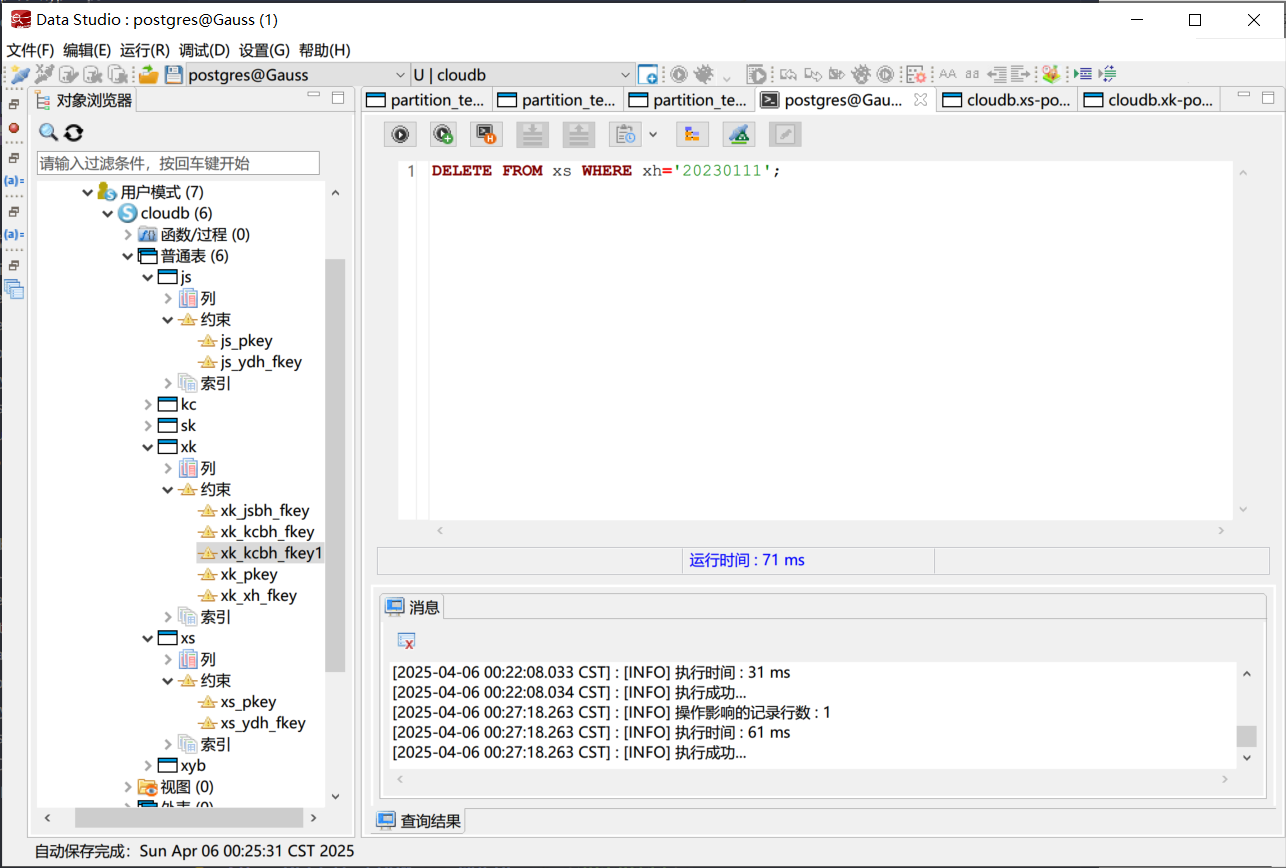 Data Studio : postgres@Gauss (1)
文件(F) 编辑(E) 运行(R) 调试(D) 设置(G) 帮助(H)
postgres@Gauss
U | cloudb
AA aa
对象浏览器
partition_te...
partition_te...
partition_te...
postgres@Gau...
cloudb.xs-po...
cloudb.xk-po...
请输入过滤条件，按回车键开始
(a)=
(a)=
用户模式 (7)
cloudb (6)
函数/过程 (0)
普通表 (6)
js
列
约束
js_pkey
js_ydh_fkey
索引
kc
sk
xk
列
约束
xk_jsbh_fkey
xk_kcbh_fkey
xk_kcbh_fkey1
xk_pkey
xk_xh_fkey
索引
xs
列
约束
xs_pkey
xs_ydh_fkey
索引
xyb
视图 (0)
外表 (0)
1 DELETE FROM xs WHERE xh='20230111';
运行时间 : 71 ms
消息
[2025-04-06 00:22:08.033 CST] : [INFO] 执行时间 : 31 ms
[2025-04-06 00:22:08.034 CST] : [INFO] 执行成功...
[2025-04-06 00:27:18.263 CST] : [INFO] 操作影响的记录行数 : 1
[2025-04-06 00:27:18.263 CST] : [INFO] 执行时间 : 61 ms
[2025-04-06 00:27:18.263 CST] : [INFO] 执行成功...
查询结果
自动保存完成： Sun Apr 06 00:25:31 CST 2025